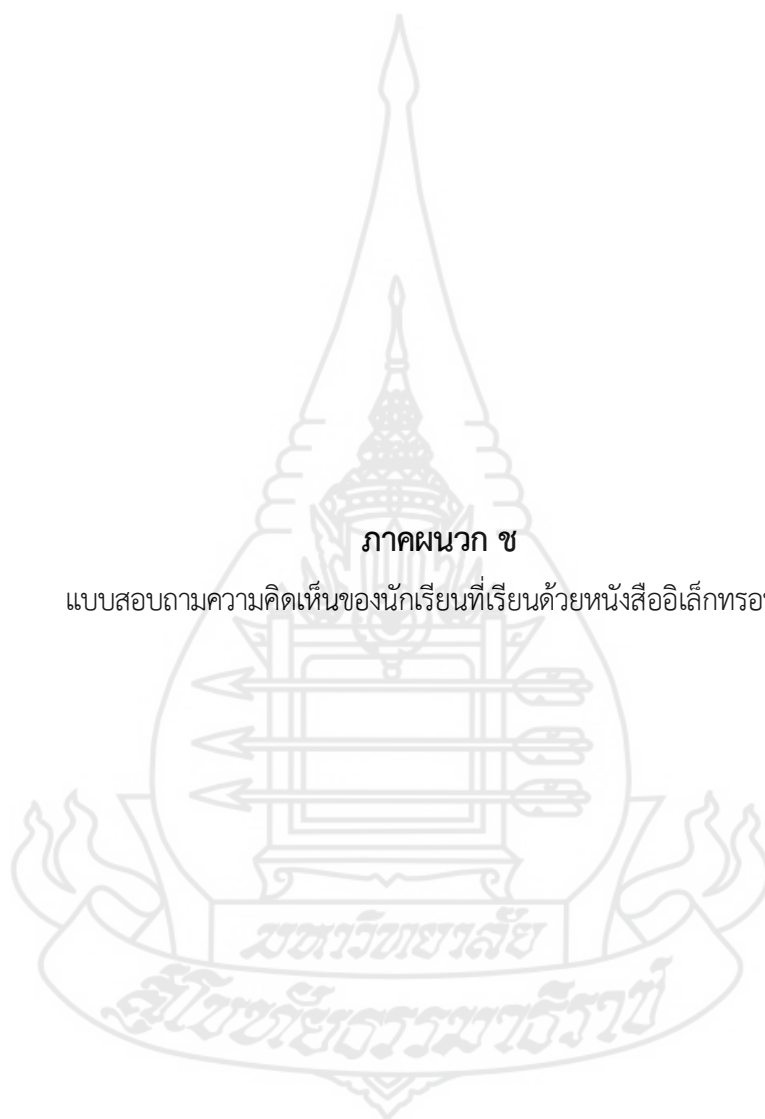 ภาคผนวก ช
แบบสอบถามความคิดเห็นของนักเรียนที่เรียนด้วยหนังสืออิเล็กทรอ
มหาวิทยาลัย
สุโขทัยธรรมาธิราช